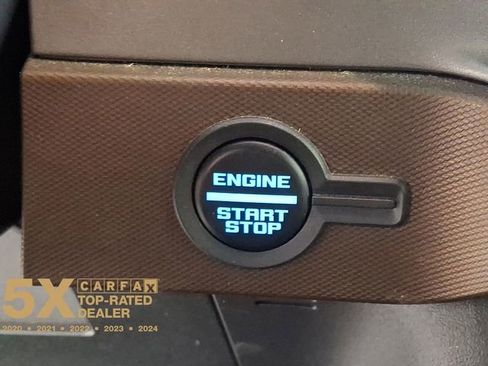 ENGINE
START
STOP
5X CARFAX
TOP-RATED
DEALER
2020 • 2021 • 2022 • 2023 • 2024